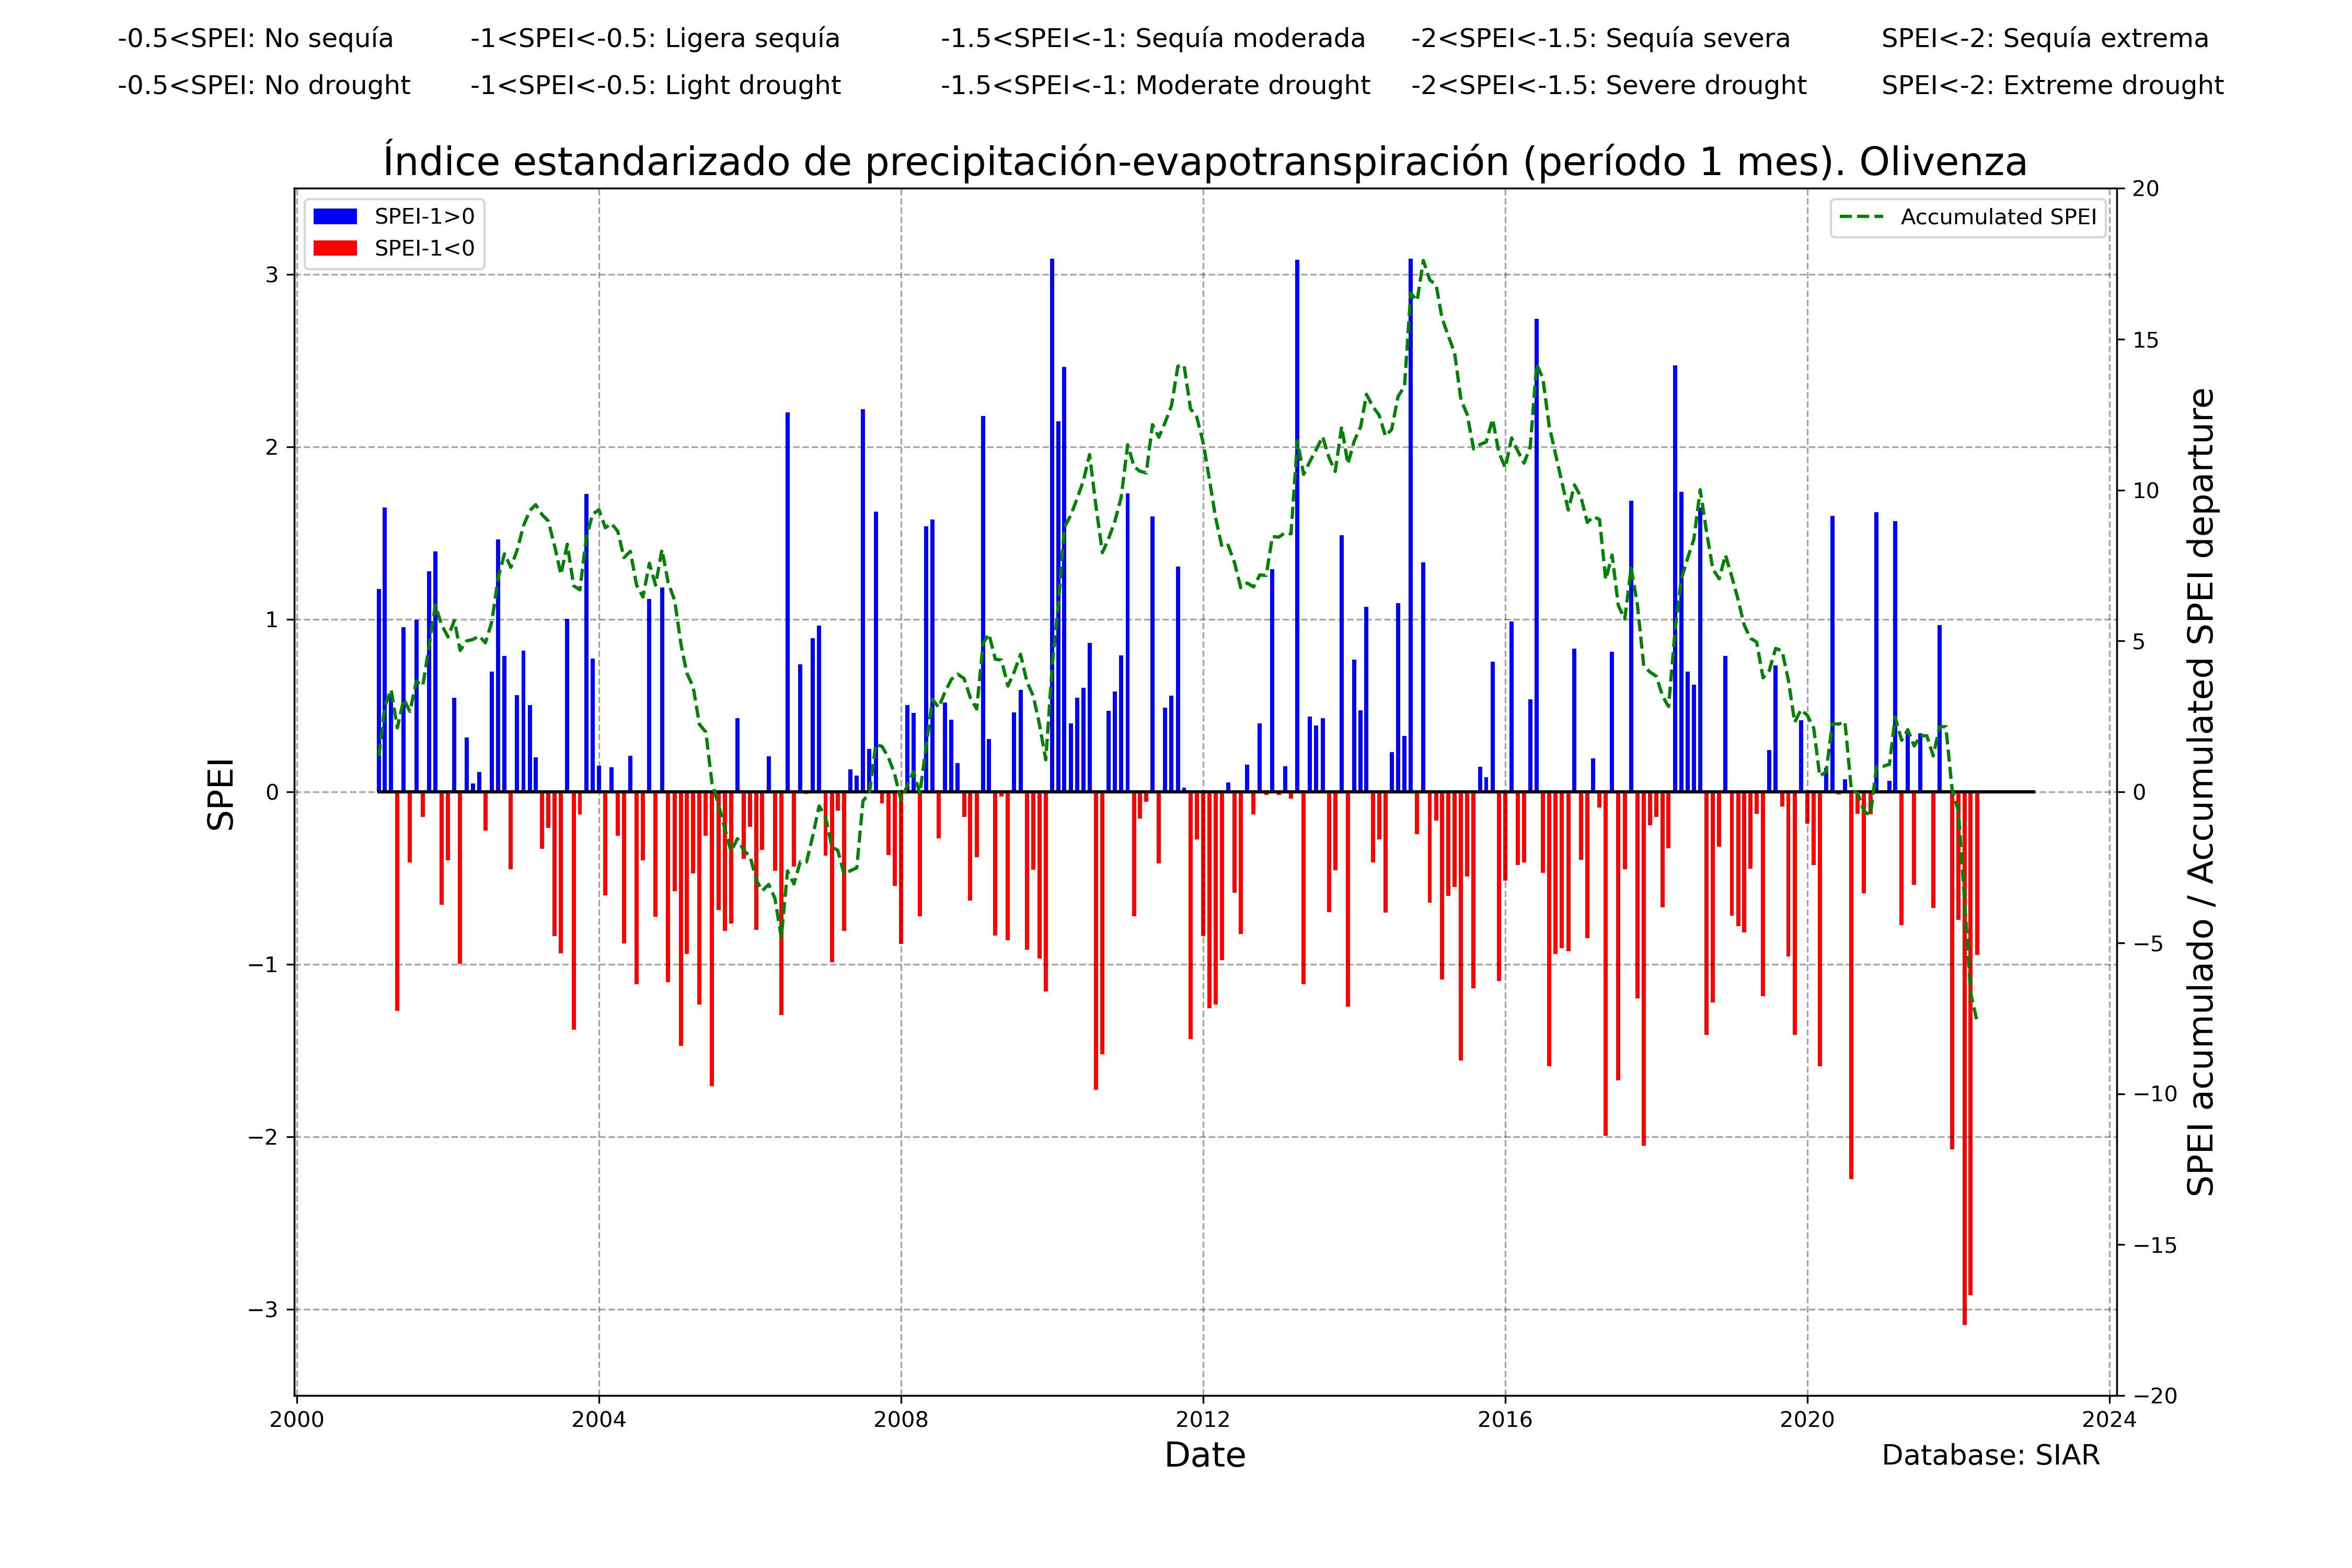 -0.5<SPEI: No sequía -1<SPEI<-0.5: Ligera sequía -1.5<SPEI<-1: Sequía moderada -2<SPEI<-1.5: Sequía severa SPEI<-2: Sequía extrema
-0.5<SPEI: No drought -1<SPEI<-0.5: Light drought -1.5<SPEI<-1: Moderate drought -2<SPEI<-1.5: Severe drought SPEI<-2: Extreme drought
Índice estandarizado de precipitación-evapotranspiración (período 1 mes). Olivenza
SPEI-1>0
SPEI-1<0
Accumulated SPEI
SPEI
3
2
1
0
−1
−2
−3
20
15
10
5
0
−5
−10
−15
−20
SPEI acumulado / Accumulated SPEI departure
2000 2004 2008 2012 2016 2020 2024
Date
Database: SIAR